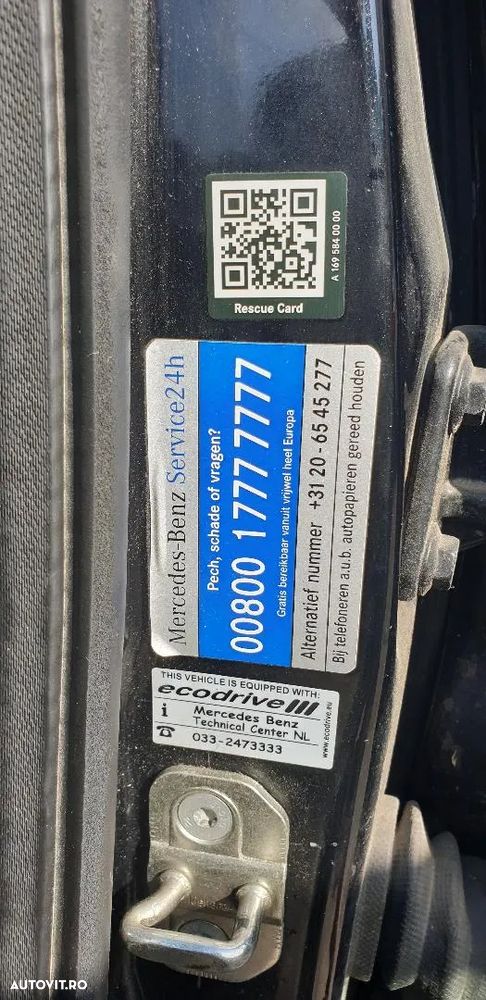 A 169 584 00 00
Rescue Card
Mercedes-Benz Service24h
Pech, schade of vragen?
00800 1 777 7777
Gratis bereikbaar vanuit vrijwel heel Europa
Alternatief nummer +31 20 - 65 45 277
Bij telefoneren a.u.b. autopapieren gereed houden
THIS VEHICLE IS EQUIPPED WITH:
ecodrive
i Mercedes Benz
Technical Center NL
☎ 033-2473333
www.ecodrive.eu
AUTOVIT.RO